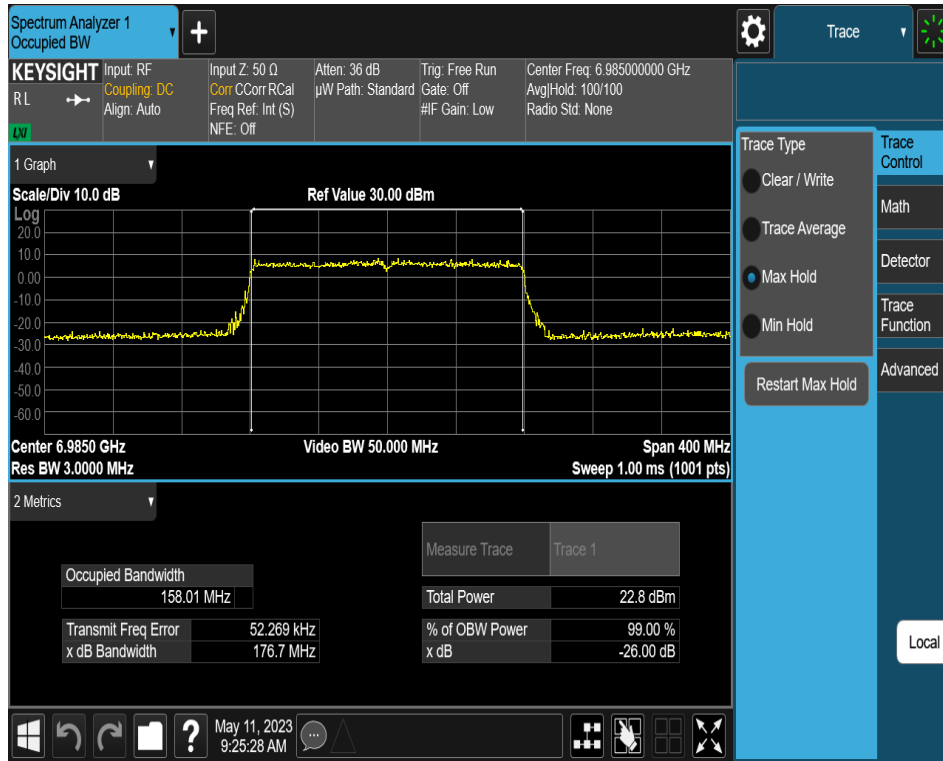 Spectrum Analyzer 1
Occupied BW
+
Trace
KEYSIGHT
RL
LXI
Input: RF
Coupling: DC
Align: Auto
Input Z: 50 Ω
Corr CCorr RCal
Freq Ref: Int (S)
NFE: Off
Atten: 36 dB
µW Path: Standard
Trig: Free Run
Gate: Off
#IF Gain: Low
Center Freq: 6.985000000 GHz
Avg|Hold: 100/100
Radio Std: None
1 Graph
Scale/Div 10.0 dB
Ref Value 30.00 dBm
Log
20.0
10.0
0.00
-10.0
-20.0
-30.0
-40.0
-50.0
-60.0
Center 6.9850 GHz
Video BW 50.000 MHz
Span 400 MHz
Res BW 3.0000 MHz
Sweep 1.00 ms (1001 pts)
2 Metrics
Measure Trace
Trace 1
Occupied Bandwidth
158.01 MHz
Total Power
22.8 dBm
Transmit Freq Error
52.269 kHz
% of OBW Power
99.00 %
x dB Bandwidth
176.7 MHz
x dB
-26.00 dB
Trace Type
Clear / Write
Trace Average
Max Hold
Min Hold
Restart Max Hold
Trace
Control
Math
Detector
Trace
Function
Advanced
Local
?
May 11, 2023
9:25:28 AM